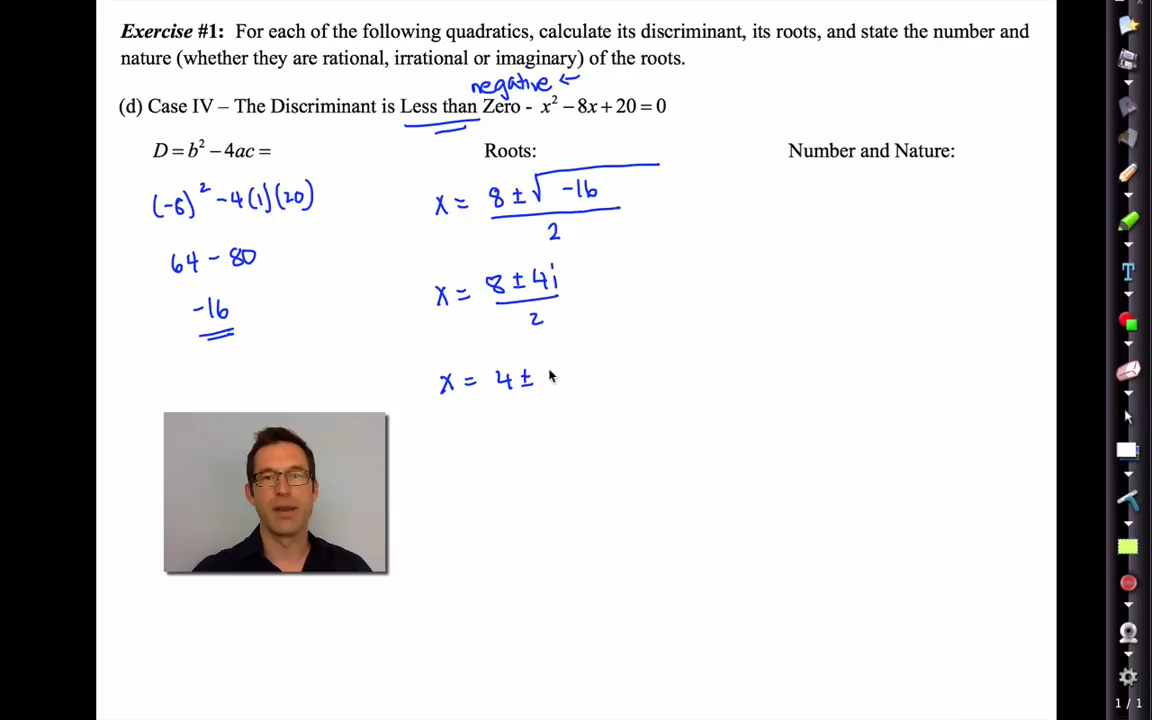 Exercise #1: For each of the following quadratics, calculate its discriminant, its roots, and state the number and
nature (whether they are rational, irrational or imaginary) of the roots.
negative ←
(d) Case IV – The Discriminant is Less than Zero - x² − 8x + 20 = 0
D = b² − 4ac =
Roots:
Number and Nature:
(-8)² - 4(1)(20)
x = 8 ± √-16 / 2
64 - 80
x = 8 ± 4i / 2
-16
x = 4 ±
1 / 1